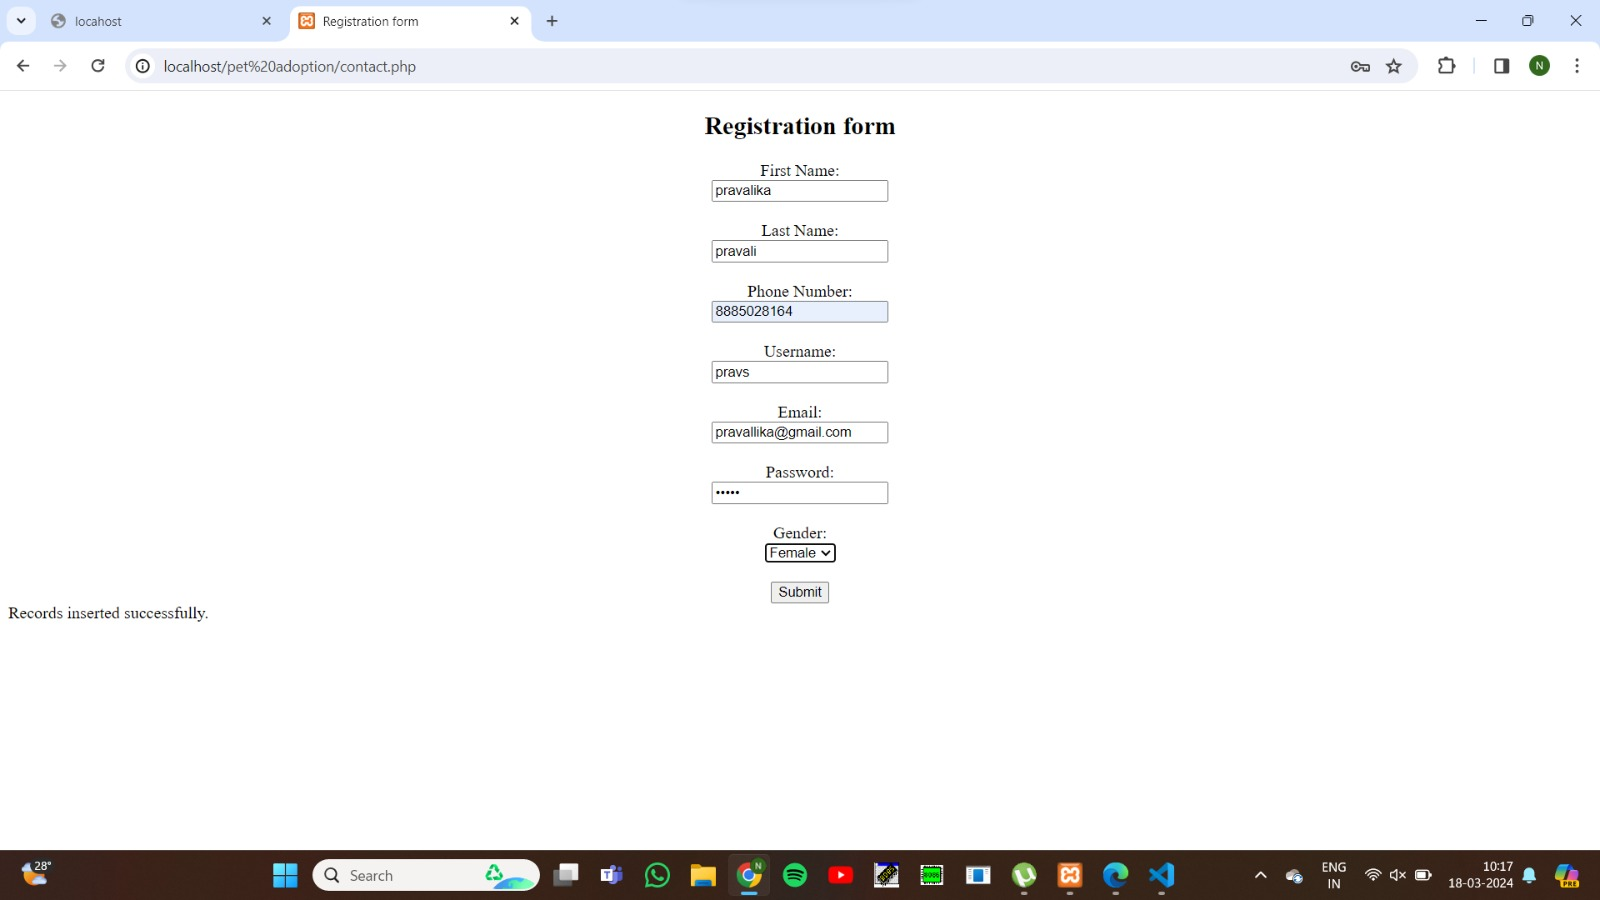 locahost
Registration form
localhost/pet%20adoption/contact.php
N
Registration form
First Name:
pravalika
Last Name:
pravali
Phone Number:
8885028164
Username:
pravs
Email:
pravallika@gmail.com
Password:
•••••
Gender:
Female
Submit
Records inserted successfully.
28°
Search
N
ENG
IN
10:17
18-03-2024
PRE